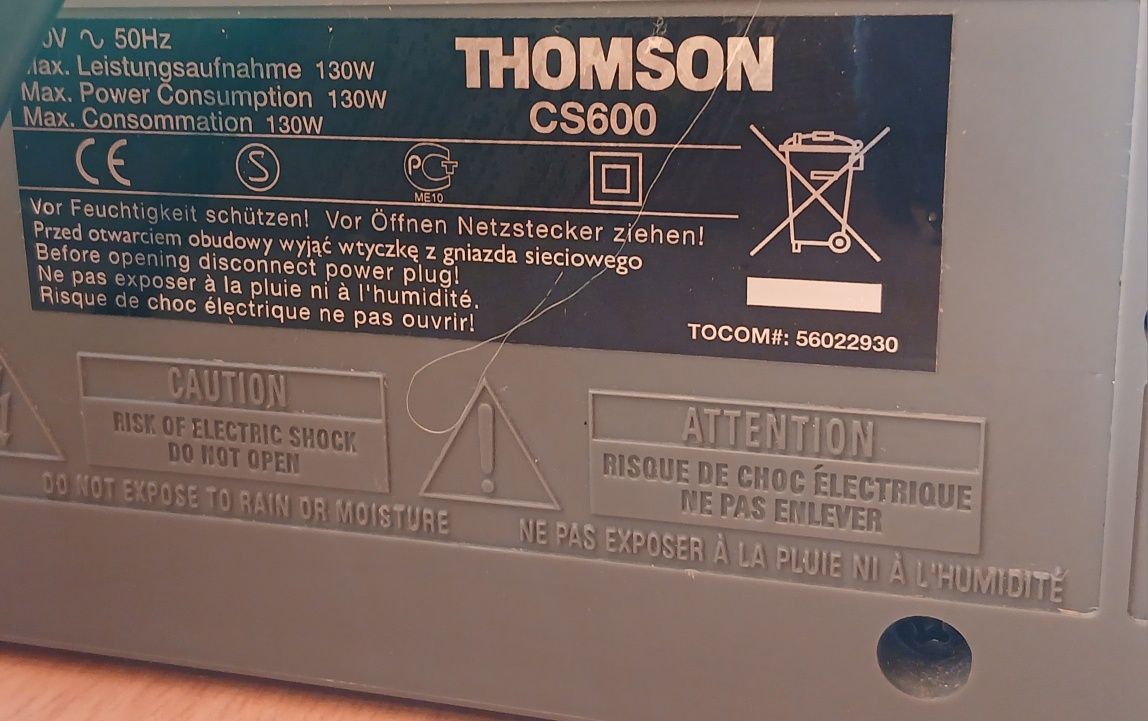 0V ∿ 50Hz
Max. Leistungsaufnahme 130W
Max. Power Consumption 130W
Max. Consommation 130W
THOMSON
CS600
CE
S
PCT
ME10
Vor Feuchtigkeit schützen! Vor Öffnen Netzstecker ziehen!
Przed otwarciem obudowy wyjąć wtyczkę z gniazda sieciowego
Before opening disconnect power plug!
Ne pas exposer à la pluie ni à l'humidité.
Risque de choc électrique ne pas ouvrir!
TOCOM#: 56022930
CAUTION
RISK OF ELECTRIC SHOCK
DO NOT OPEN
DO NOT EXPOSE TO RAIN OR MOISTURE
ATTENTION
RISQUE DE CHOC ÉLECTRIQUE
NE PAS ENLEVER
NE PAS EXPOSER À LA PLUIE NI À L'HUMIDITÉ